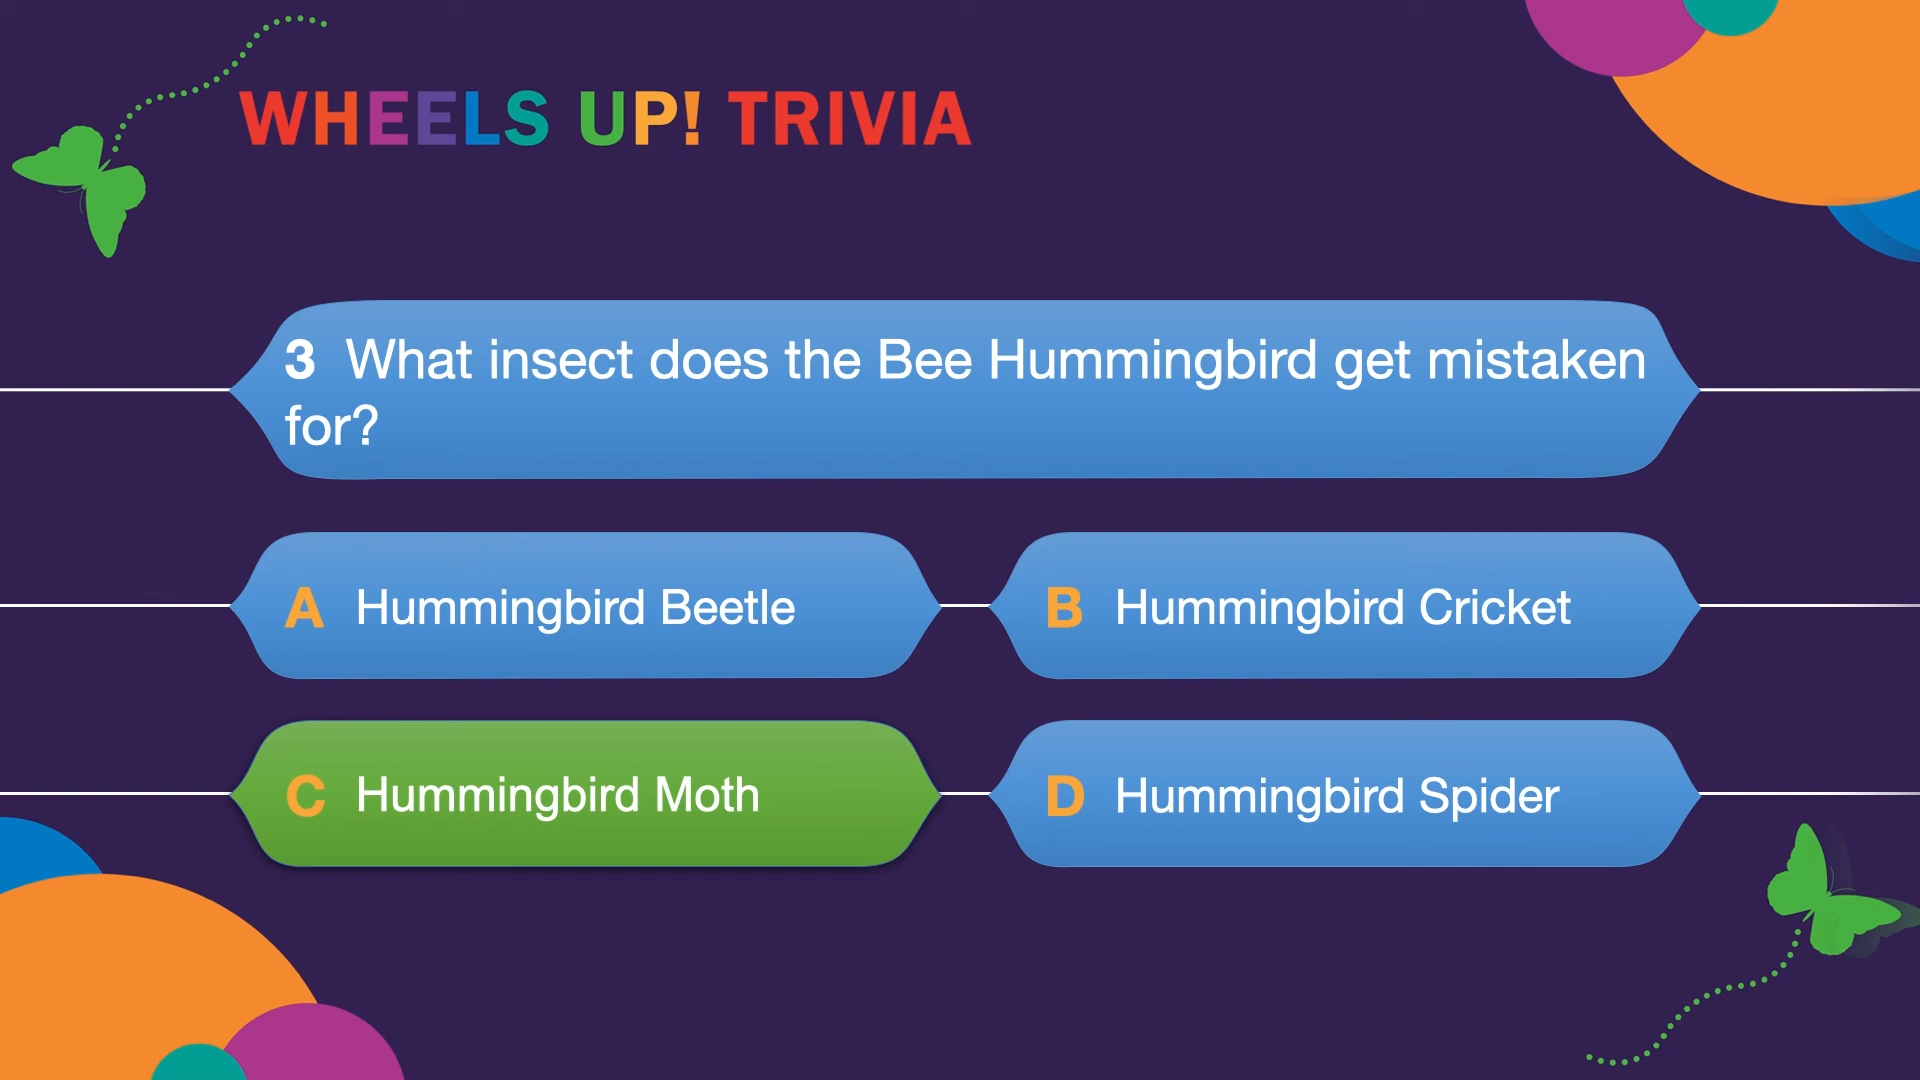 WHEELS UP! TRIVIA
3 What insect does the Bee Hummingbird get mistaken
for?
A Hummingbird Beetle
B Hummingbird Cricket
C Hummingbird Moth
D Hummingbird Spider